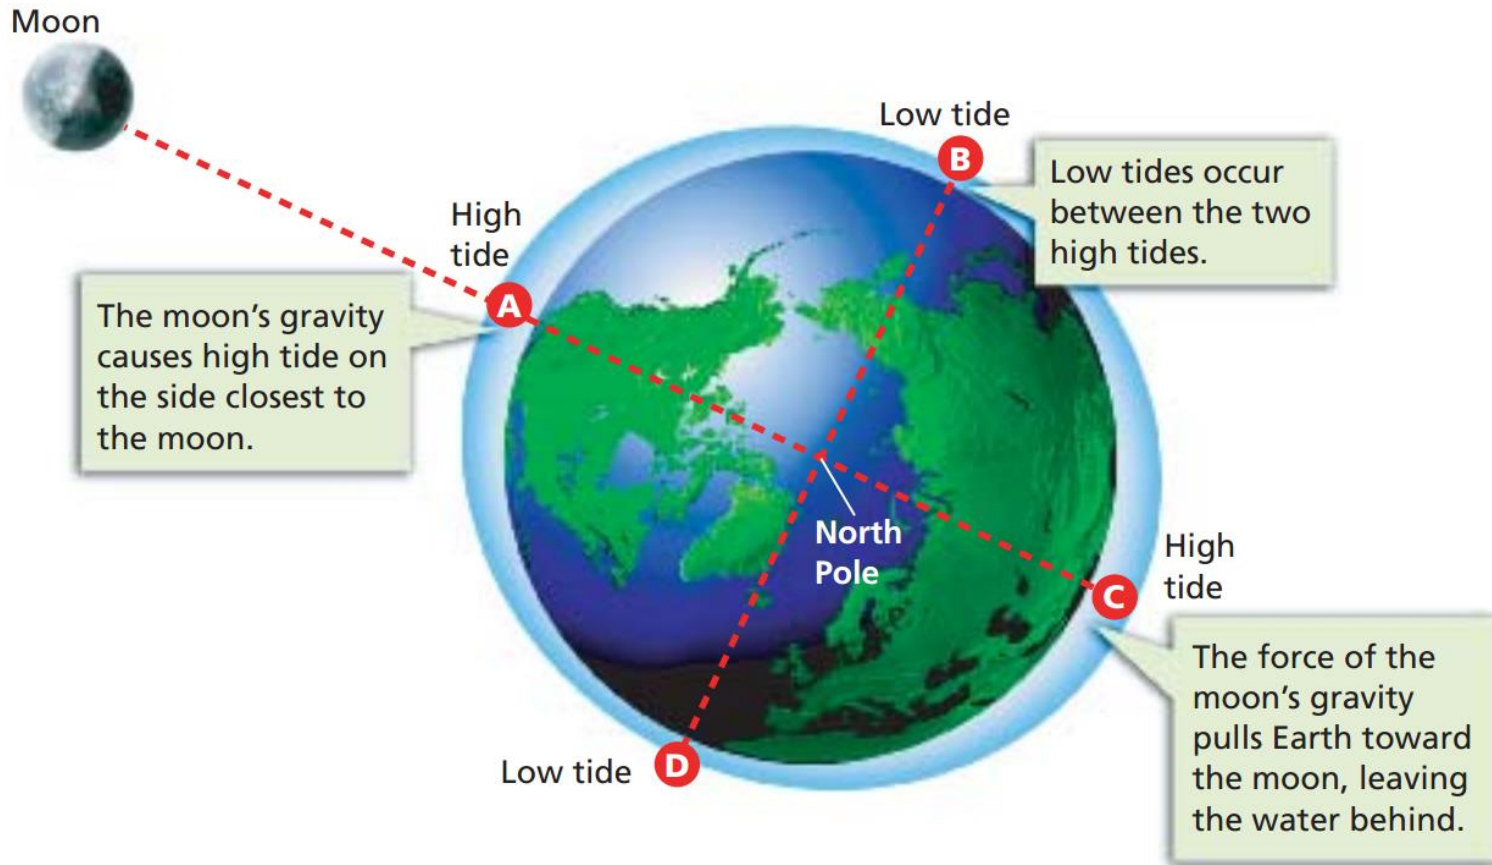 Moon
Low tide
B
Low tides occur
between the two
high tides.
High
tide
A
The moon's gravity
causes high tide on
the side closest to
the moon.
North
Pole
High
tide
C
The force of the
moon's gravity
pulls Earth toward
the moon, leaving
the water behind.
Low tide
D